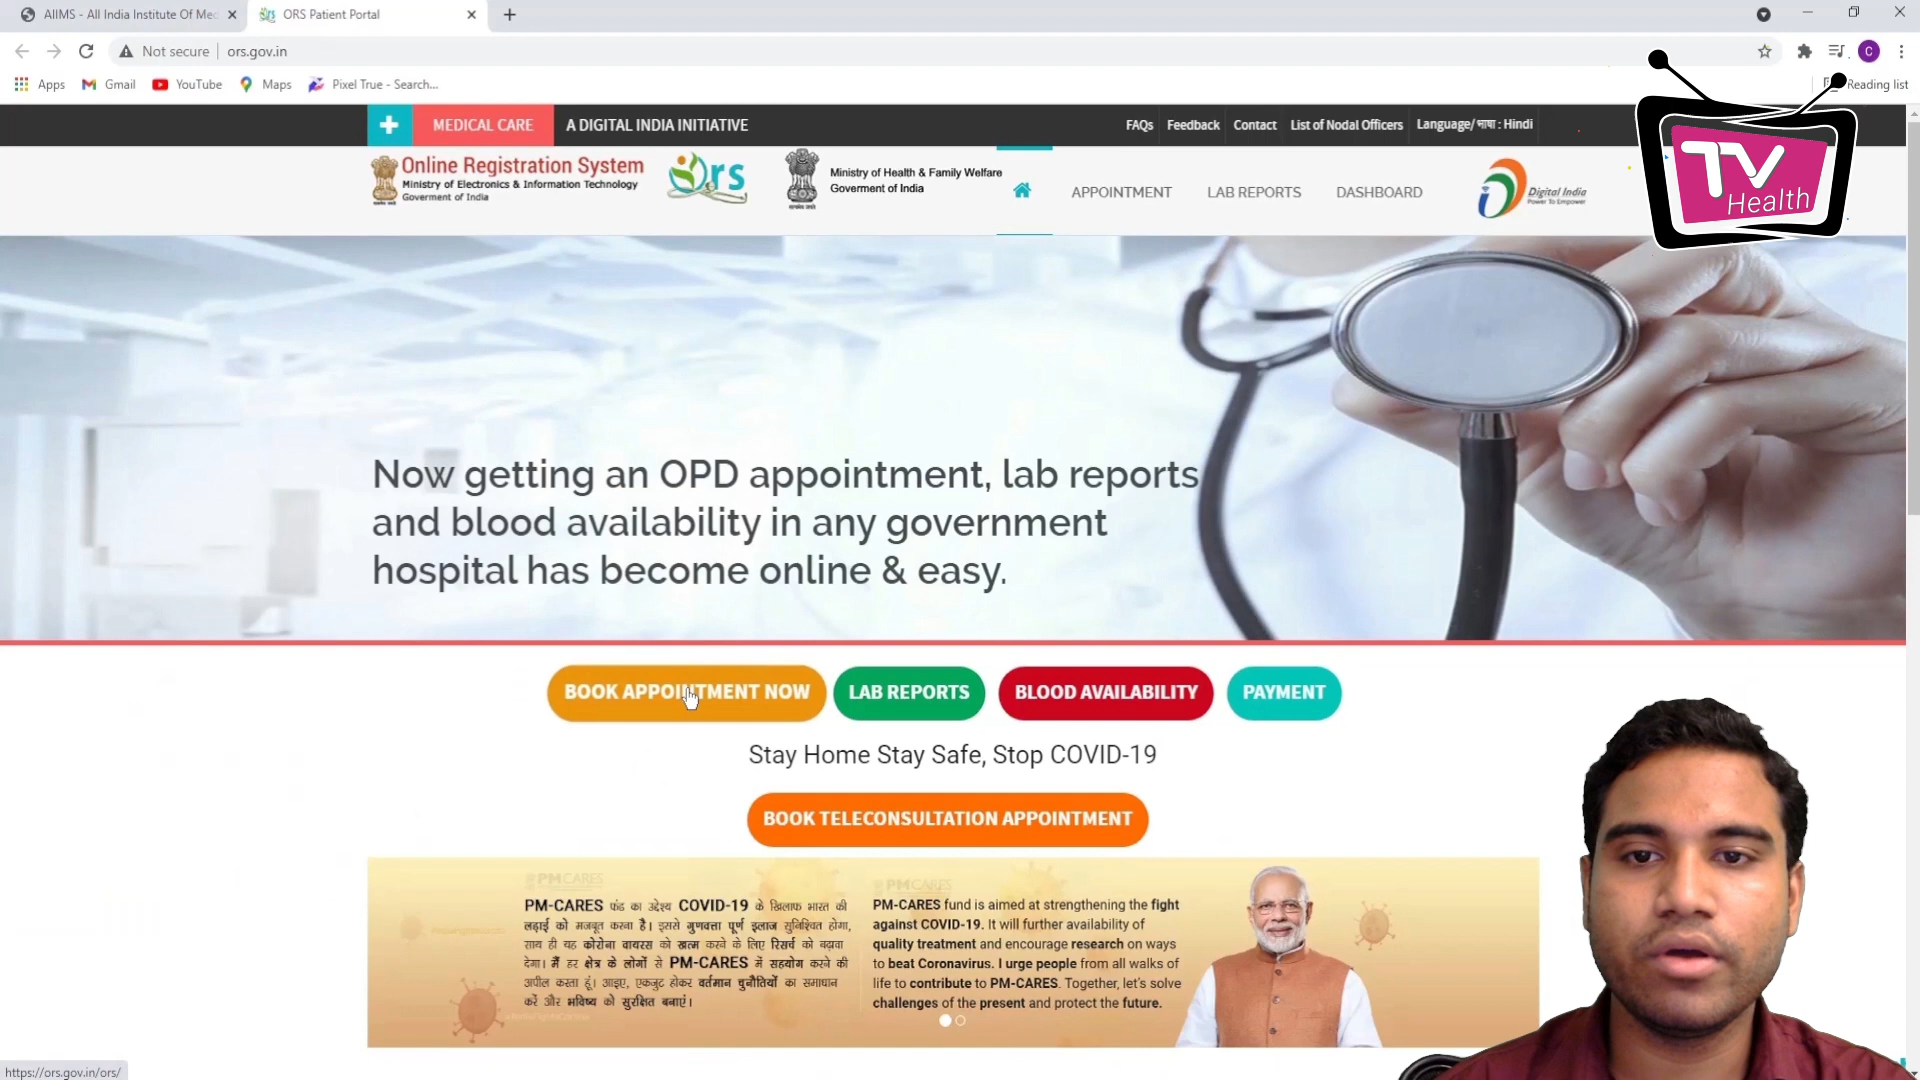 AIIMS - All India Institute Of Mec
ORS Patient Portal
Not secure
ors.gov.in
C
Apps
Gmail
YouTube
Maps
Pixel True - Search...
Reading list
MEDICAL CARE
A DIGITAL INDIA INITIATIVE
FAQs
Feedback
Contact
List of Nodal Officers
Language/ भाषा : Hindi
Online Registration System
Ministry of Electronics & Information Technology
Goverment of India
Ors
Ministry of Health & Family Welfare
Goverment of India
APPOINTMENT
LAB REPORTS
DASHBOARD
Digital India
Power To Empower
TV
Health
Now getting an OPD appointment, lab reports
and blood availability in any government
hospital has become online & easy.
BOOK APPOINTMENT NOW
LAB REPORTS
BLOOD AVAILABILITY
PAYMENT
Stay Home Stay Safe, Stop COVID-19
BOOK TELECONSULTATION APPOINTMENT
PMCARES
PM-CARES फंड का उद्देश्य COVID-19 के खिलाफ भारत की
लड़ाई को मजबूत करना है। इससे गुणवत्ता पूर्ण इलाज सुनिश्चित होगा,
साथ ही यह कोरोना वायरस को खत्म करने के लिए रिसर्च को बढ़ावा
देगा। मैं हर क्षेत्र के लोगों से PM-CARES में सहयोग करने की
अपील करता हूं। आइए, एकजुट होकर वर्तमान चुनौतियों का समाधान
करें और भविष्य को सुरक्षित बनाएं।
PMCARES
PM-CARES fund is aimed at strengthening the fight
against COVID-19. It will further availability of
quality treatment and encourage research on ways
to beat Coronavirus. I urge people from all walks of
life to contribute to PM-CARES. Together, let's solve
challenges of the present and protect the future.
https://ors.gov.in/ors/